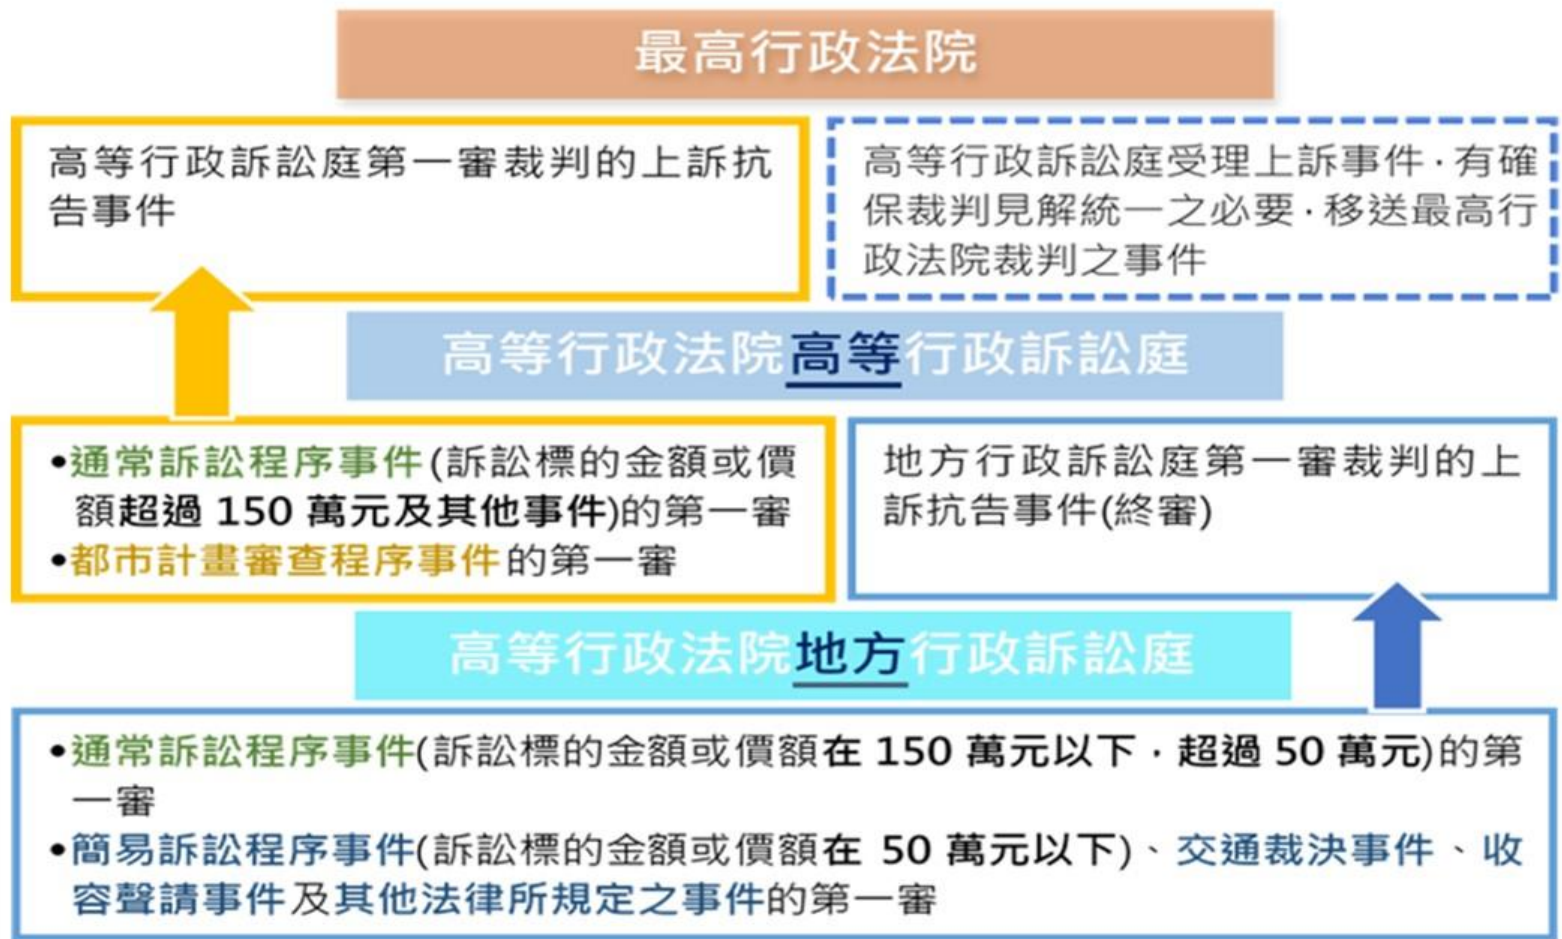 最高行政法院
高等行政訴訟庭第一審裁判的上訴抗
告事件
高等行政訴訟庭受理上訴事件，有確
保裁判見解統一之必要，移送最高行
政法院裁判之事件
高等行政法院高等行政訴訟庭
•通常訴訟程序事件(訴訟標的金額或價
額超過 150 萬元及其他事件)的第一審
•都市計畫審查程序事件的第一審
地方行政訴訟庭第一審裁判的上
訴抗告事件(終審)
高等行政法院地方行政訴訟庭
•通常訴訟程序事件(訴訟標的金額或價額在 150 萬元以下，超過 50 萬元)的第
一審
•簡易訴訟程序事件(訴訟標的金額或價額在 50 萬元以下)、交通裁決事件、收
容聲請事件及其他法律所規定之事件的第一審